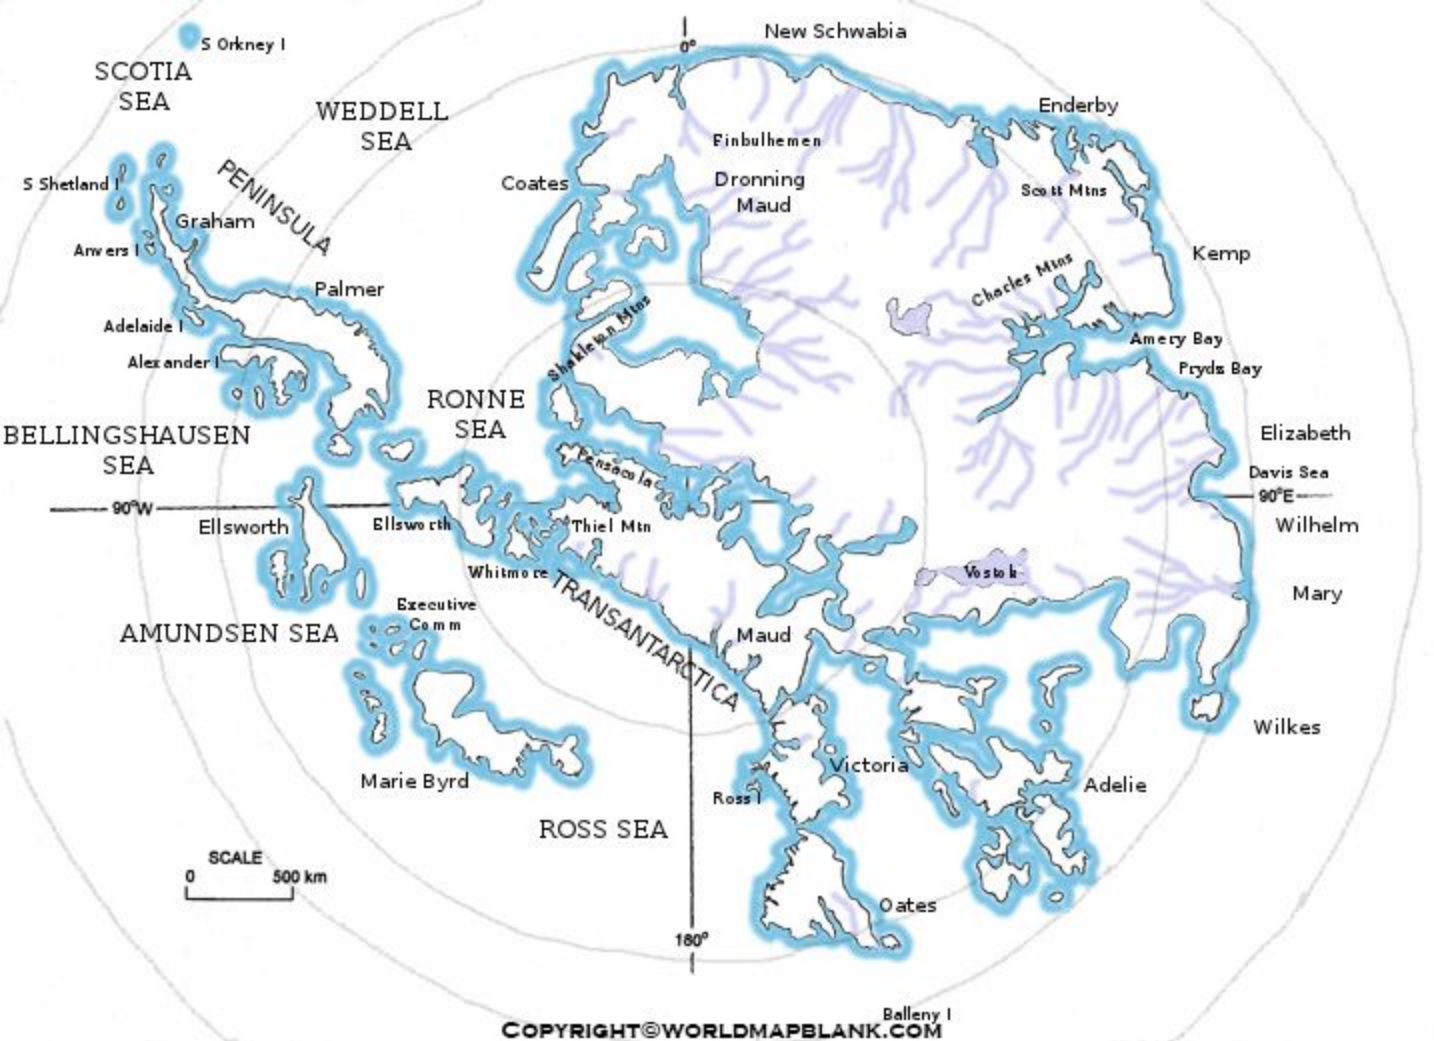 New Schwabia
0°
S Orkney I
SCOTIA
SEA
WEDDELL
SEA
Enderby
Finbulhemen
PENINSULA
S Shetland I
Coates
Dronning
Maud
Scott Mtns
Graham
Anvers I
Kemp
Charles Mtns
Palmer
Shakleton Mtns
Adelaide I
Amery Bay
Alexander I
Prydz Bay
RONNE
SEA
BELLINGSHAUSEN
SEA
Elizabeth
Pensacola
Davis Sea
90°E
90°W
Ellsworth
Ellsworth
Thiel Mtn
Wilhelm
Whitmore
Vostok
TRANSANTARCTICA
Mary
Executive
Comm
AMUNDSEN SEA
Maud
Wilkes
Victoria
Marie Byrd
Adelie
Ross I
ROSS SEA
SCALE
0 500 km
Oates
180°
Balleny I
COPYRIGHT©WORLDMAPBLANK.COM